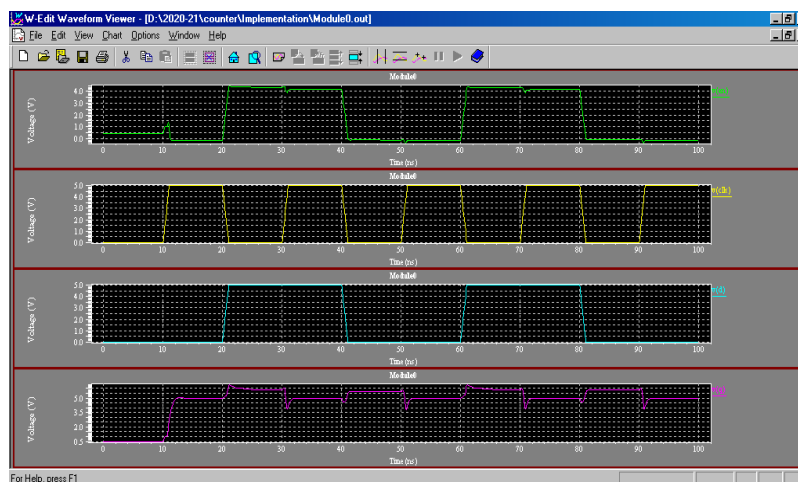 W-Edit Waveform Viewer - [D:\2020-21\counter\Implementation\Module0.out]
File Edit View Chart Options Window Help
Module0
Voltage (V)
4.0
3.0
2.0
1.0
0.0
0 10 20 30 40 50 60 70 80 90 100
Time (ns)
Module0
v(clk)
Voltage (V)
5.0
4.0
3.0
2.0
1.0
0.0
0 10 20 30 40 50 60 70 80 90 100
Time (ns)
Module0
v(d)
Voltage (V)
5.0
4.0
3.0
2.0
1.0
0.0
0 10 20 30 40 50 60 70 80 90 100
Time (ns)
Module0
Voltage (V)
5.0
3.5
2.0
0.5
0 10 20 30 40 50 60 70 80 90 100
Time (ns)
For Help, press F1